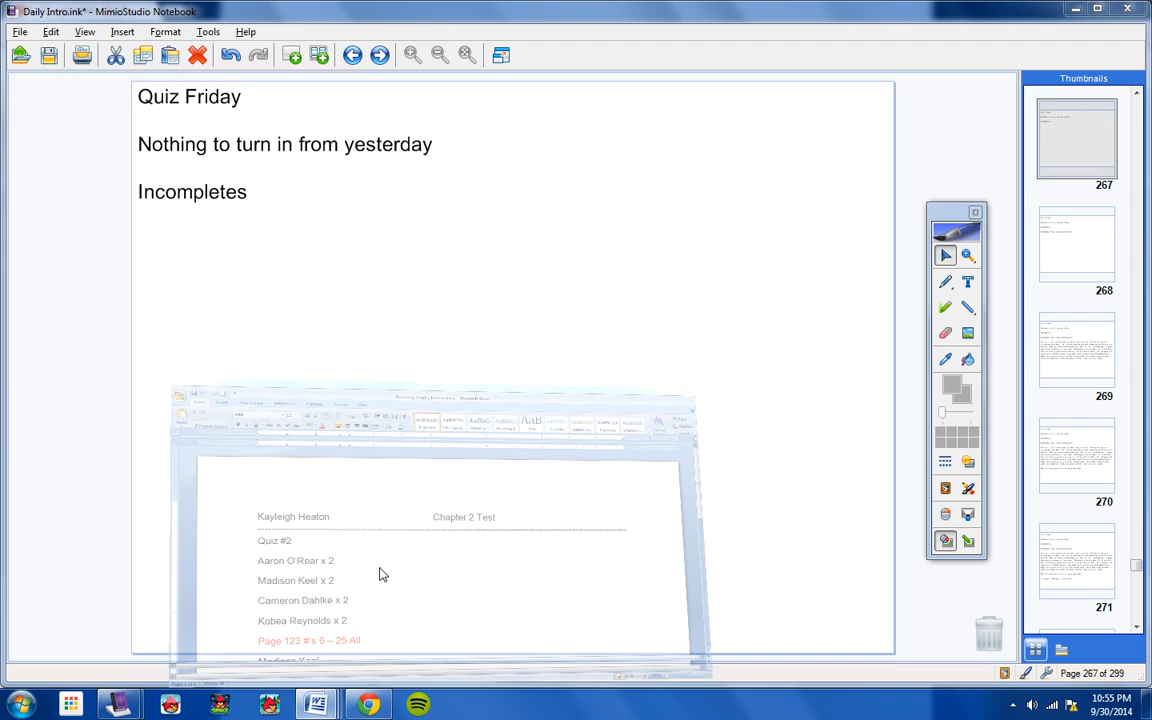 Daily Intro.ink* - MimioStudio Notebook
File Edit View Insert Format Tools Help
Quiz Friday
Nothing to turn in from yesterday
Incompletes
Kayleigh Heaton Chapter 2 Test
Quiz #2
Aaron O'Rear x 2
Madison Keel x 2
Cameron Dahlke x 2
Kobea Reynolds x 2
Page 123 #'s 6 – 25 All
Madison Keel
Thumbnails
267
268
269
270
271
Page 267 of 299
10:55 PM
9/30/2014